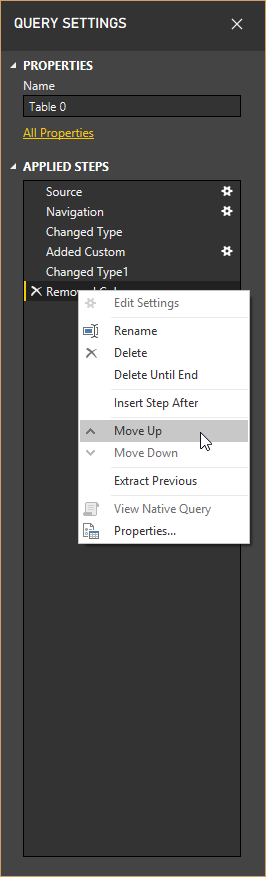 QUERY SETTINGS
PROPERTIES
Name
Table 0
All Properties
APPLIED STEPS
Source
Navigation
Changed Type
Added Custom
Changed Type1
Edit Settings
Rename
Delete
Delete Until End
Insert Step After
Move Up
Move Down
Extract Previous
View Native Query
Properties...